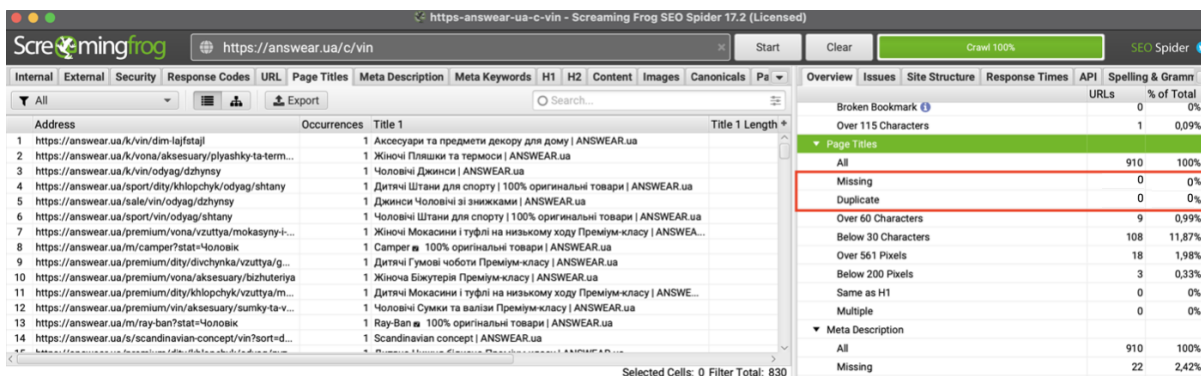 https-answear-ua-c-vin - Screaming Frog SEO Spider 17.2 (Licensed)
Screamingfrog https://answear.ua/c/vin Start Clear Crawl 100% SEO Spider
Internal External Security Response Codes URL Page Titles Meta Description Meta Keywords H1 H2 Content Images Canonicals Pa
All Export Search...
Address Occurrences Title 1 Title 1 Length
1 https://answear.ua/k/vin/dim-lajfstajl 1 Аксесуари та предмети декору для дому | ANSWEAR.ua
2 https://answear.ua/k/vona/aksesuary/plyashky-ta-term... 1 Жіночі Пляшки та термоси | ANSWEAR.ua
3 https://answear.ua/k/vin/odyag/dzhynsy 1 Чоловічі Джинси | ANSWEAR.ua
4 https://answear.ua/sport/dity/khlopchyk/odyag/shtany 1 Дитячі Штани для спорту | 100% оригинальні товари | ANSWEAR.ua
5 https://answear.ua/sale/vin/odyag/dzhynsy 1 Джинси Чоловічі зі знижками | ANSWEAR.ua
6 https://answear.ua/sport/vin/odyag/shtany 1 Чоловічі Штани для спорту | 100% оригинальні товари | ANSWEAR.ua
7 https://answear.ua/premium/vona/vzuttya/mokasyny-i-... 1 Жіночі Мокасини і туфлі на низькому ходу Преміум-класу | ANSWEA...
8 https://answear.ua/m/camper?stat=Чоловік 1 Camper 100% оригінальні товари | ANSWEAR.ua
9 https://answear.ua/premium/dity/divchynka/vzuttya/g... 1 Дитячі Гумові чоботи Преміум-класу | ANSWEAR.ua
10 https://answear.ua/premium/vona/aksesuary/bizhuteriya 1 Жіноча Біжутерія Преміум-класу | ANSWEAR.ua
11 https://answear.ua/premium/dity/khlopchyk/vzuttya/m... 1 Дитячі Мокасини і туфлі на низькому ходу Преміум-класу | ANSWE...
12 https://answear.ua/premium/vin/aksesuary/sumky-ta-v... 1 Чоловічі Сумки та валізи Преміум-класу | ANSWEAR.ua
13 https://answear.ua/m/ray-ban?stat=Чоловік 1 Ray-Ban 100% оригінальні товари | ANSWEAR.ua
14 https://answear.ua/s/scandinavian-concept/vin?sort=d... 1 Scandinavian concept | ANSWEAR.ua
Selected Cells: 0 Filter Total: 830
Overview Issues Site Structure Response Times API Spelling & Gramm
URLs % of Total
Broken Bookmark 0 0%
Over 115 Characters 1 0,09%
Page Titles
All 910 100%
Missing 0 0%
Duplicate 0 0%
Over 60 Characters 9 0,99%
Below 30 Characters 108 11,87%
Over 561 Pixels 18 1,98%
Below 200 Pixels 3 0,33%
Same as H1 0 0%
Multiple 0 0%
Meta Description
All 910 100%
Missing 22 2,42%